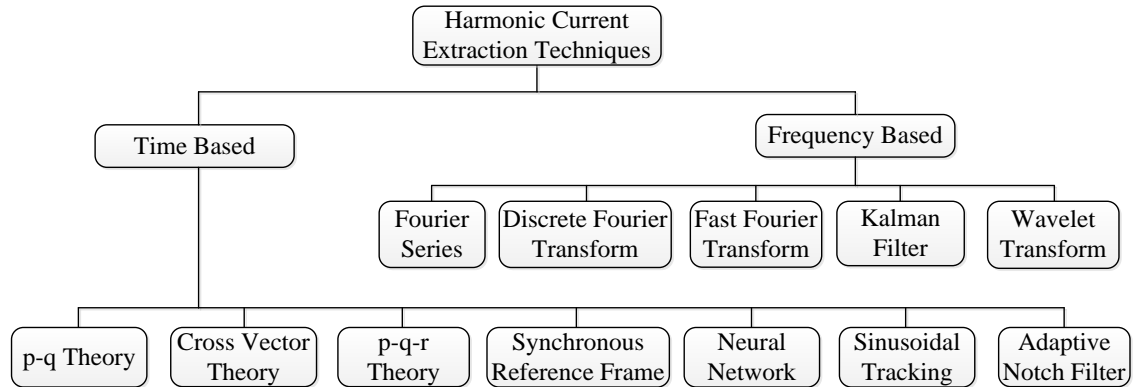 Harmonic Current
Extraction Techniques
Time Based
Frequency Based
Fourier
Series
Discrete Fourier
Transform
Fast Fourier
Transform
Kalman
Filter
Wavelet
Transform
p-q Theory
Cross Vector
Theory
p-q-r
Theory
Synchronous
Reference Frame
Neural
Network
Sinusoidal
Tracking
Adaptive
Notch Filter